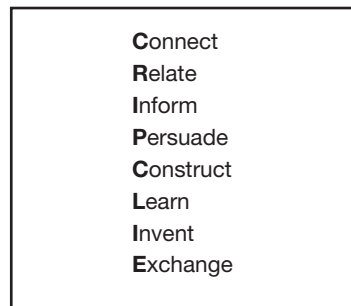 Connect
Relate
Inform
Persuade
Construct
Learn
Invent
Exchange